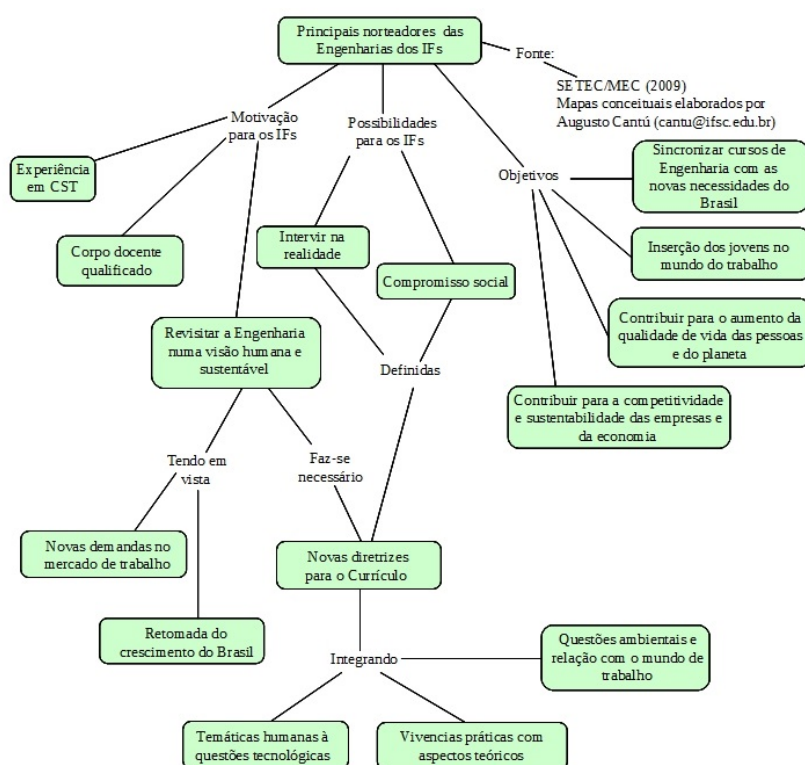 Principais norteadores das
Engenharias dos IFs
Fonte:
SETEC/MEC (2009)
Mapas conceituais elaborados por
Augusto Cantú (cantu@ifsc.edu.br)
Motivação
para os IFs
Possibilidades
para os IFs
Objetivos
Sincronizar cursos de
Engenharia com as
novas necessidades do
Brasil
Experiência
em CST
Corpo docente
qualificado
Intervir na
realidade
Compromisso social
Inserção dos jovens no
mundo do trabalho
Contribuir para o aumento da
qualidade de vida das pessoas
e do planeta
Revisitar a Engenharia
numa visão humana e
sustentável
Definidas
Contribuir para a competitividade
e sustentabilidade das empresas e
da economia
Tendo em
vista
Faz-se
necessário
Novas demandas no
mercado de trabalho
Novas diretrizes
para o Currículo
Retomada do
crescimento do Brasil
Integrando
Questões ambientais e
relação com o mundo de
trabalho
Temáticas humanas à
questões tecnológicas
Vivencias práticas com
aspectos teóricos